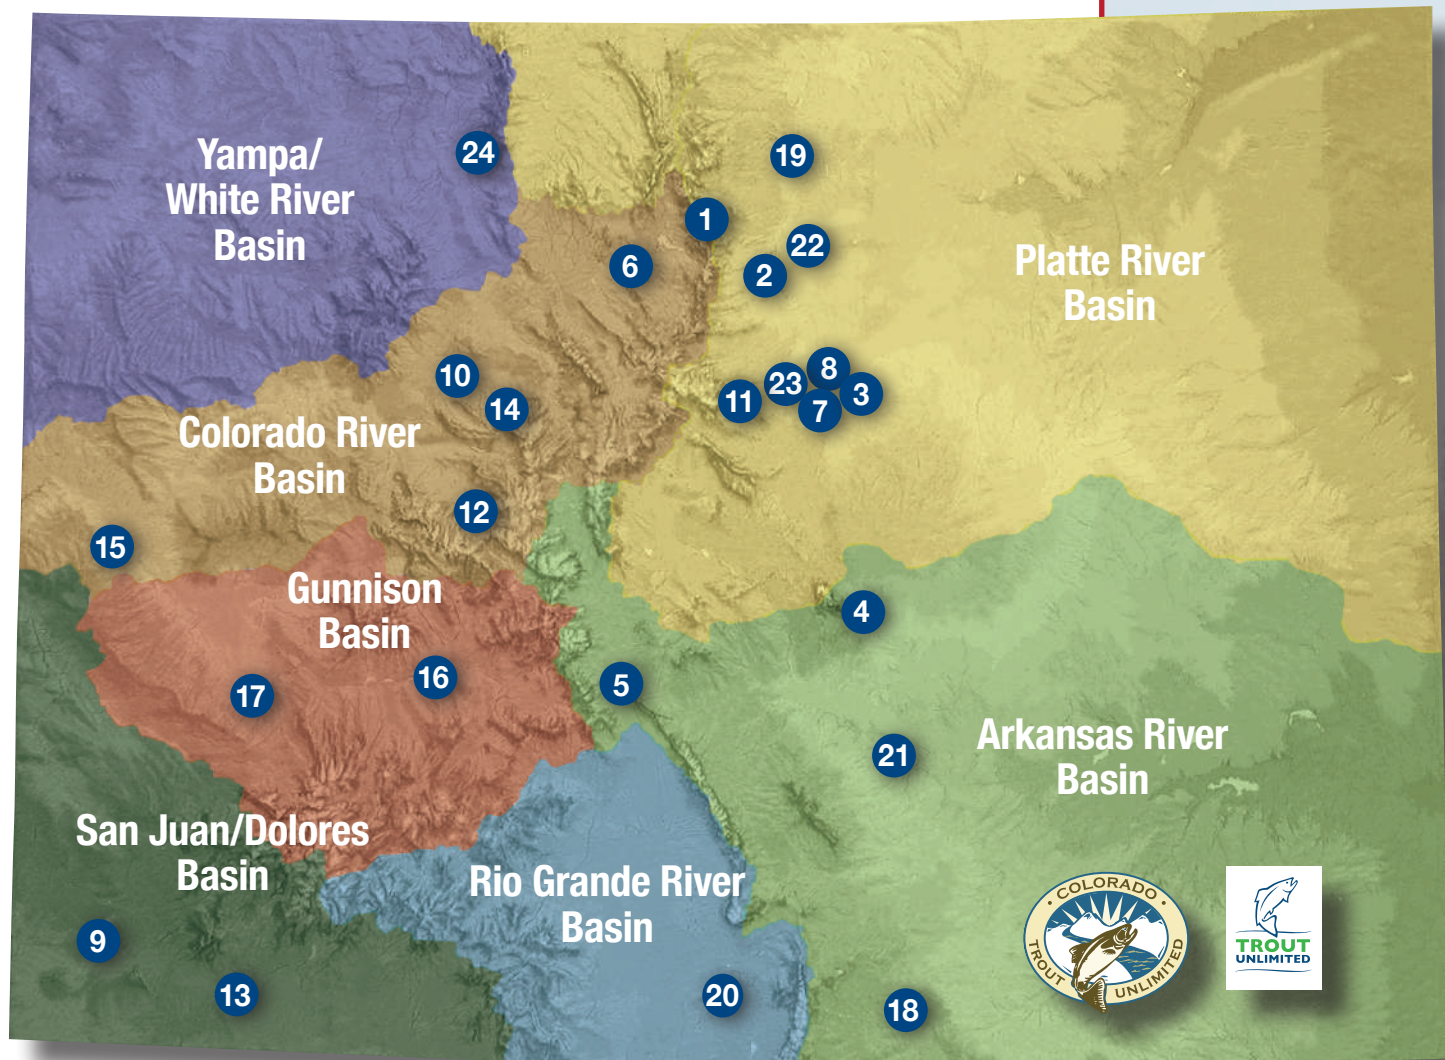 Yampa/
White River
Basin
24
19
1
22
6
2
Platte River
Basin
10
14
8
23
3
11
7
Colorado River
Basin
12
15
Gunnison
Basin
4
16
17
5
21
Arkansas River
Basin
San Juan/Dolores
Basin
Rio Grande River
Basin
9
13
20
18
• COLORADO •
TROUT UNLIMITED
TROUT
UNLIMITED